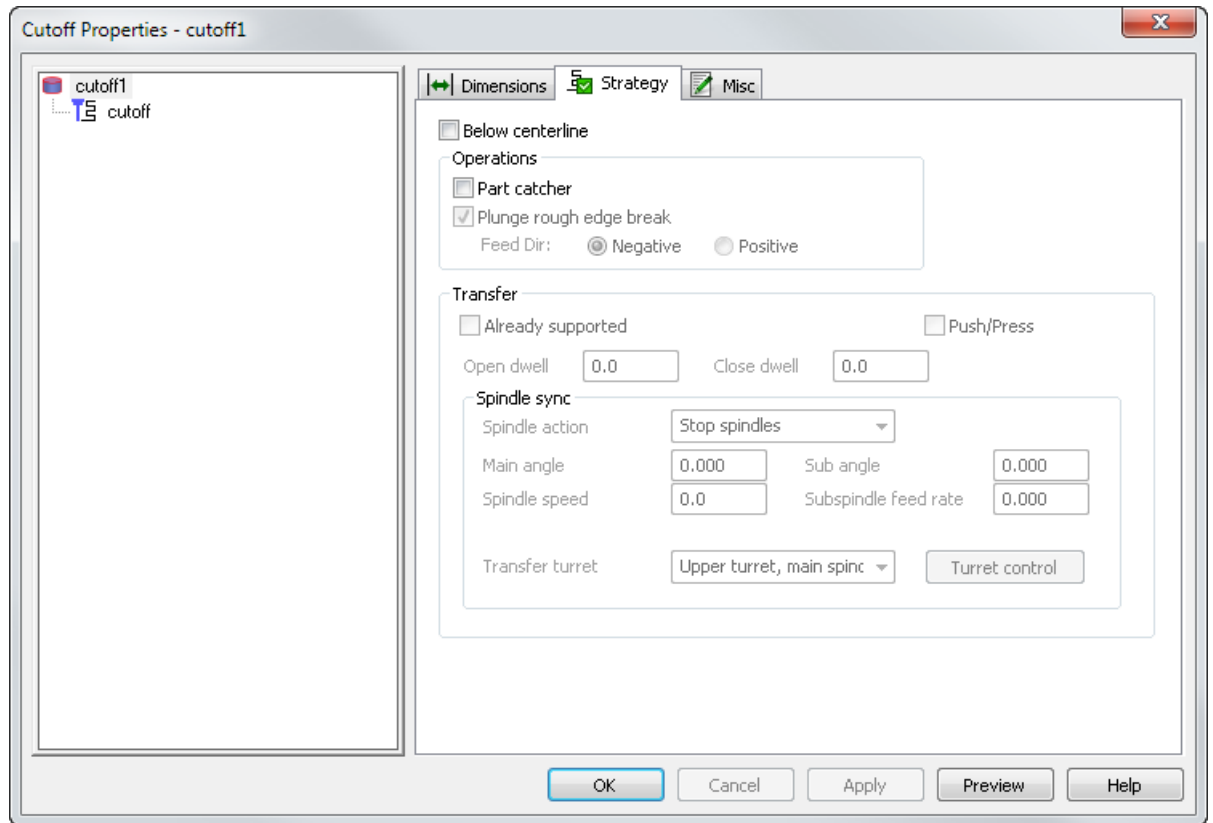 Cutoff Properties - cutoff1
cutoff1
cutoff
Dimensions Strategy Misc
Below centerline
Operations
Part catcher
Plunge rough edge break
Feed Dir: Negative Positive
Transfer
Already supported Push/Press
Open dwell 0.0 Close dwell 0.0
Spindle sync
Spindle action Stop spindles
Main angle 0.000 Sub angle 0.000
Spindle speed 0.0 Subspindle feed rate 0.000
Transfer turret Upper turret, main spinc Turret control
OK Cancel Apply Preview Help